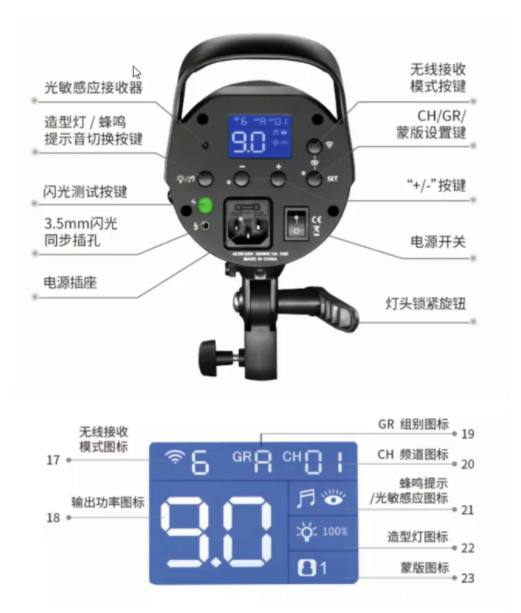 光敏感应接收器
造型灯 / 蜂鸣
提示音切换按键
闪光测试按键
3.5mm闪光
同步插孔
电源插座
无线接收
模式按键
CH/GR/
蒙版设置键
“+/-”按键
电源开关
灯头锁紧旋钮
6 GRA CH01
9.0
− +
SET
MADE IN CHINA
无线接收
模式图标
17
输出功率图标
18
GR 组别图标
19
CH 频道图标
20
蜂鸣提示
/光敏感应图标
21
造型灯图标
22
蒙版图标
23
6 GR A CH 01
9.0
100%
1